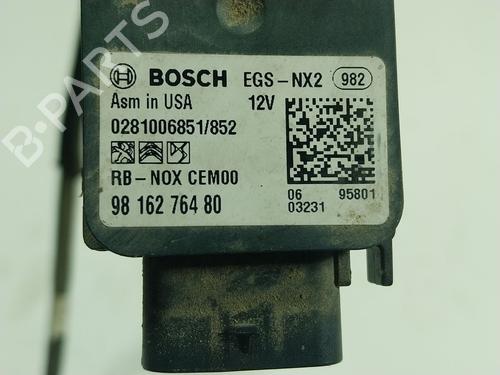 B-PARTS
BOSCH EGS-NX2 982
Asm in USA 12V
0281006851/852
RB-NOX CEM00
98 162 764 80
06 95801
03231